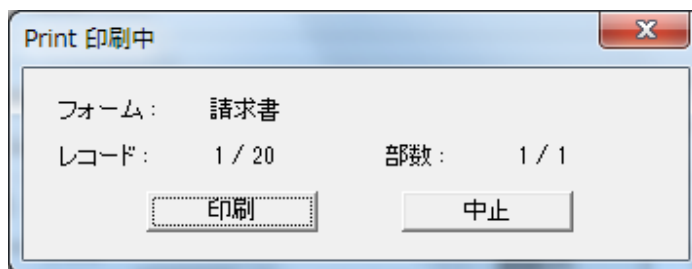 Print 印刷中
フォーム： 請求書
レコード： 1 / 20 部数： 1 / 1
印刷 中止